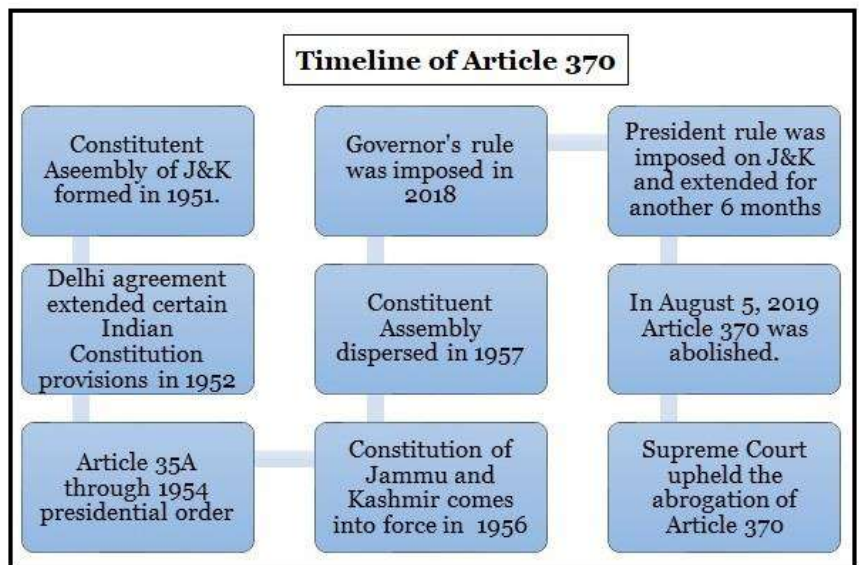 Timeline of Article 370
Constitutent
Aseembly of J&K
formed in 1951.
Delhi agreement
extended certain
Indian
Constitution
provisions in 1952
Article 35A
through 1954
presidential order
Constitution of
Jammu and
Kashmir comes
into force in 1956
Constituent
Assembly
dispersed in 1957
Governor's rule
was imposed in
2018
President rule was
imposed on J&K
and extended for
another 6 months
In August 5, 2019
Article 370 was
abolished.
Supreme Court
upheld the
abrogation of
Article 370